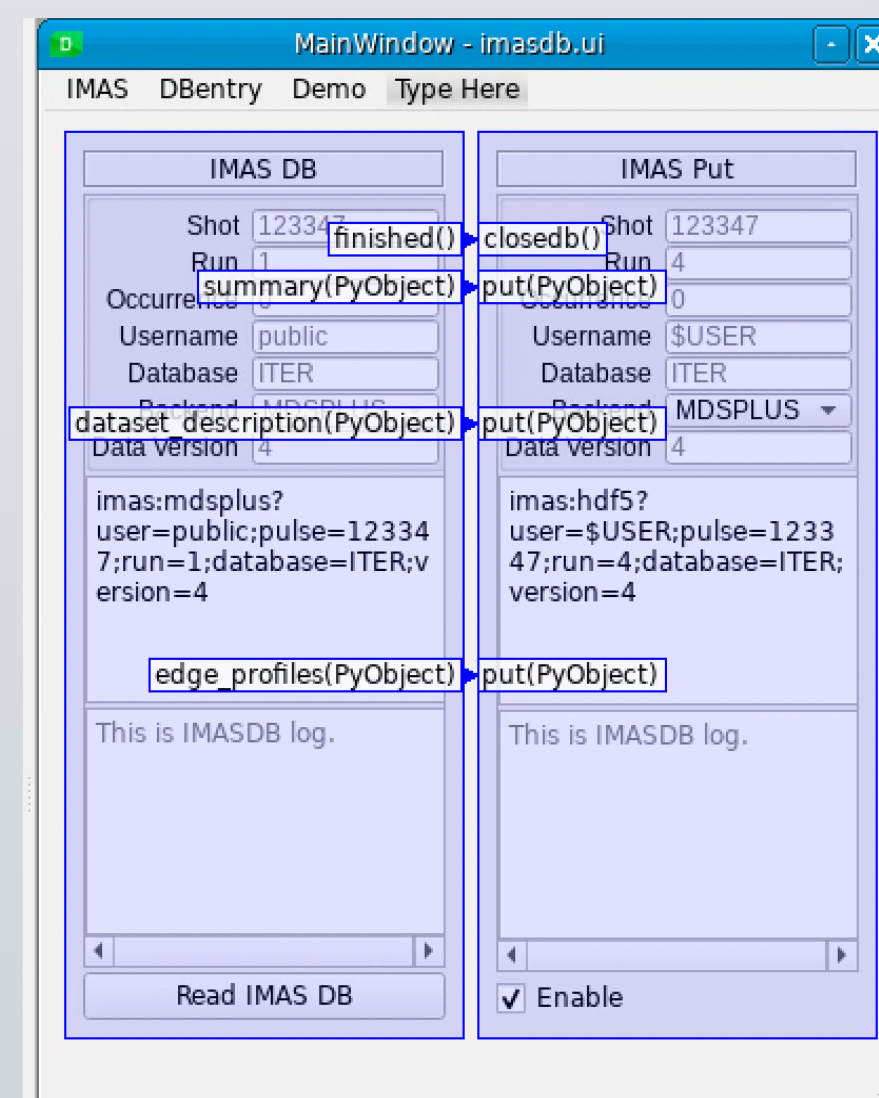 D
MainWindow - imasdb.ui
IMAS DBentry Demo Type Here
IMAS DB
Shot 123347
finished()
Run 1
summary(PyObject)
Occurrence
Username public
Database ITER
Backend MDSPLUS
dataset_description(PyObject)
Data Version 4
imas:mdsplus?
user=public;pulse=12334
7;run=1;database=ITER;v
ersion=4
edge_profiles(PyObject)
This is IMASDB log.
Read IMAS DB
IMAS Put
Shot 123347
closedb()
Run 4
put(PyObject)
Occurrence 0
Username $USER
Database ITER
Backend MDSPLUS
put(PyObject)
Data Version 4
imas:hdf5?
user=$USER;pulse=1233
47;run=4;database=ITER;
version=4
put(PyObject)
This is IMASDB log.
Enable